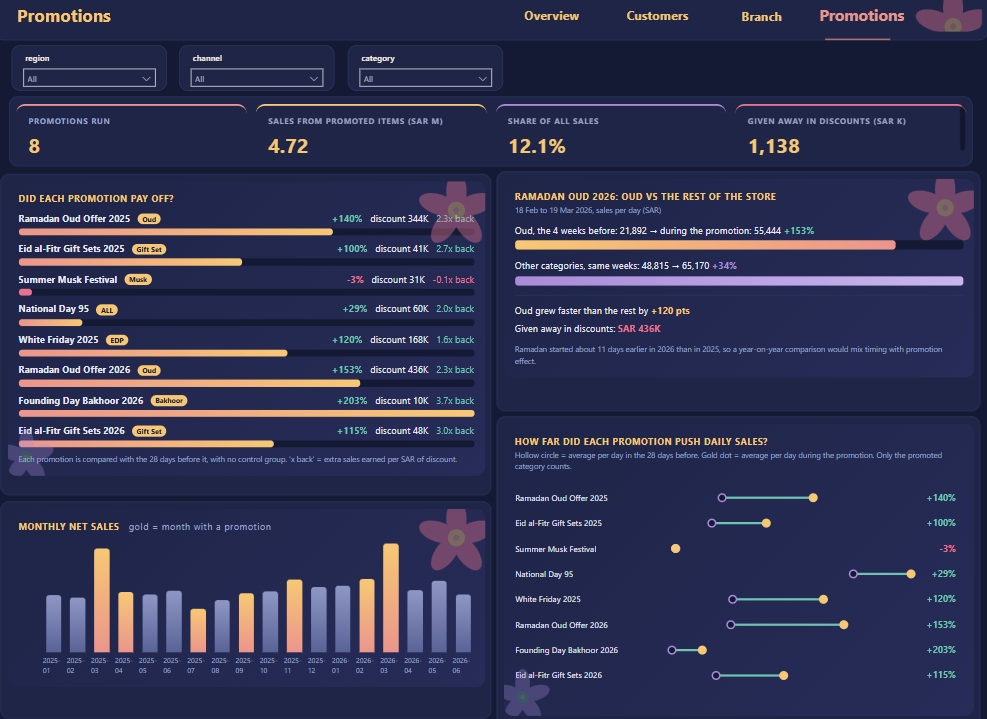 Promotions
Overview
Customers
Branch
Promotions
region
channel
category
All
All
All
PROMOTIONS RUN
8
SALES FROM PROMOTED ITEMS (SAR M)
4.72
SHARE OF ALL SALES
12.1%
GIVEN AWAY IN DISCOUNTS (SAR K)
1,138
DID EACH PROMOTION PAY OFF?
Ramadan Oud Offer 2025 Oud +140% discount 344K 2.3x back
Eid al-Fitr Gift Sets 2025 Gift Set +100% discount 41K 2.7x back
Summer Musk Festival Musk -3% discount 31K -0.1x back
National Day 95 ALL +29% discount 60K 2.0x back
White Friday 2025 EDP +120% discount 168K 1.6x back
Ramadan Oud Offer 2026 Oud +153% discount 436K 2.3x back
Founding Day Bakhoor 2026 Bakhoor +203% discount 10K 3.7x back
Eid al-Fitr Gift Sets 2026 Gift Set +115% discount 48K 3.0x back
Each promotion is compared with the 28 days before it, with no control group. 'x back' = extra sales earned per SAR of discount.
MONTHLY NET SALES gold = month with a promotion
2025-01
2025-02
2025-03
2025-04
2025-05
2025-06
2025-07
2025-08
2025-09
2025-10
2025-11
2025-12
2026-01
2026-02
2026-03
2026-04
2026-05
2026-06
RAMADAN OUD 2026: OUD VS THE REST OF THE STORE
18 Feb to 19 Mar 2026, sales per day (SAR)
Oud, the 4 weeks before: 21,892 → during the promotion: 55,444 +153%
Other categories, same weeks: 48,815 → 65,170 +34%
Oud grew faster than the rest by +120 pts
Given away in discounts: SAR 436K
Ramadan started about 11 days earlier in 2026 than in 2025, so a year-on-year comparison would mix timing with promotion
effect.
HOW FAR DID EACH PROMOTION PUSH DAILY SALES?
Hollow circle = average per day in the 28 days before. Gold dot = average per day during the promotion. Only the promoted
category counts.
Ramadan Oud Offer 2025 +140%
Eid al-Fitr Gift Sets 2025 +100%
Summer Musk Festival -3%
National Day 95 +29%
White Friday 2025 +120%
Ramadan Oud Offer 2026 +153%
Founding Day Bakhoor 2026 +203%
Eid al-Fitr Gift Sets 2026 +115%